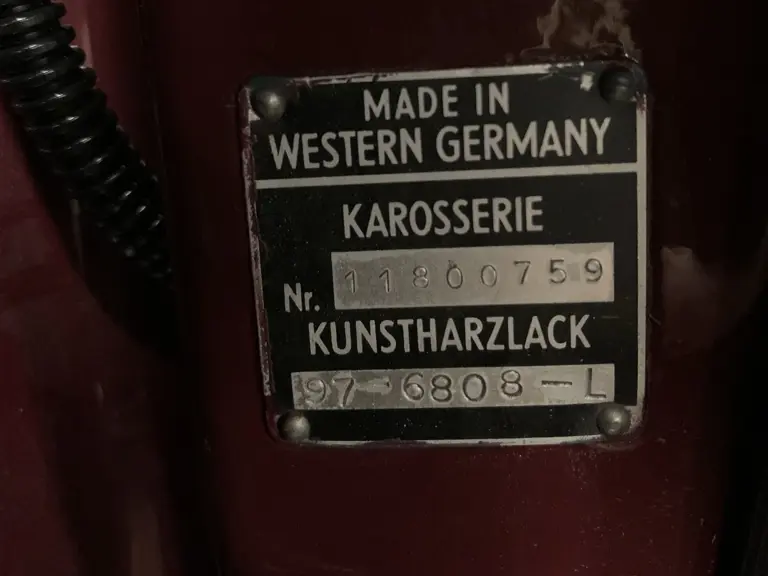 MADE IN
WESTERN GERMANY
KAROSSERIE
Nr. 11800759
KUNSTHARZLACK
97-6808-L